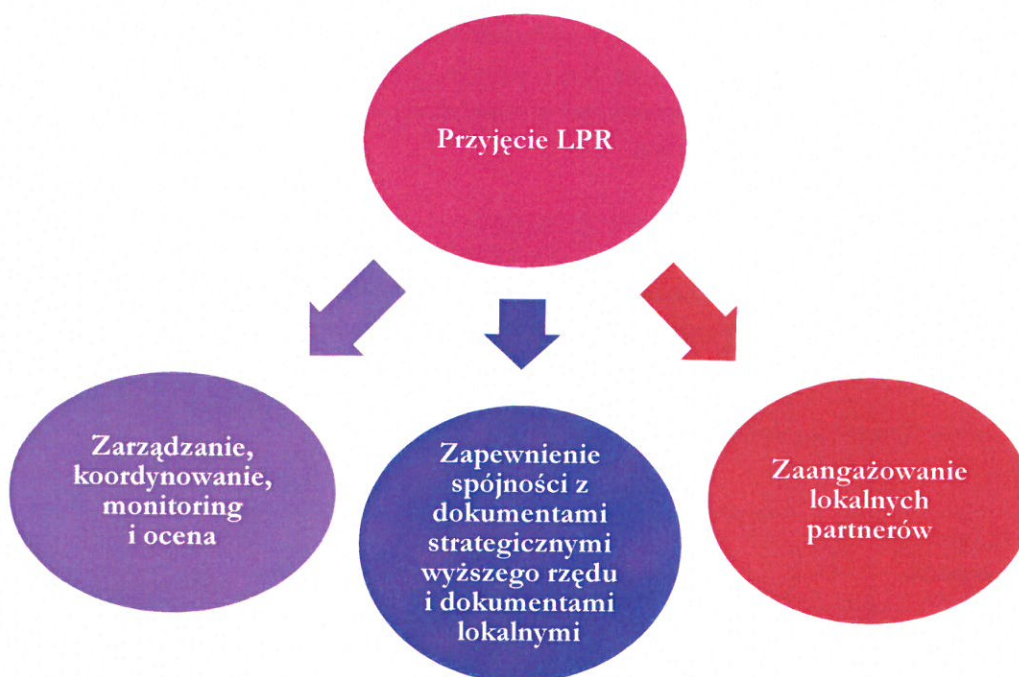 Przyjęcie LPR
Zarządzanie,
koordynowanie,
monitoring
i ocena
Zapewnienie
spójności z
dokumentami
strategicznymi
wyższego rzędu
i dokumentami
lokalnymi
Zaangażowanie
lokalnych
partnerów